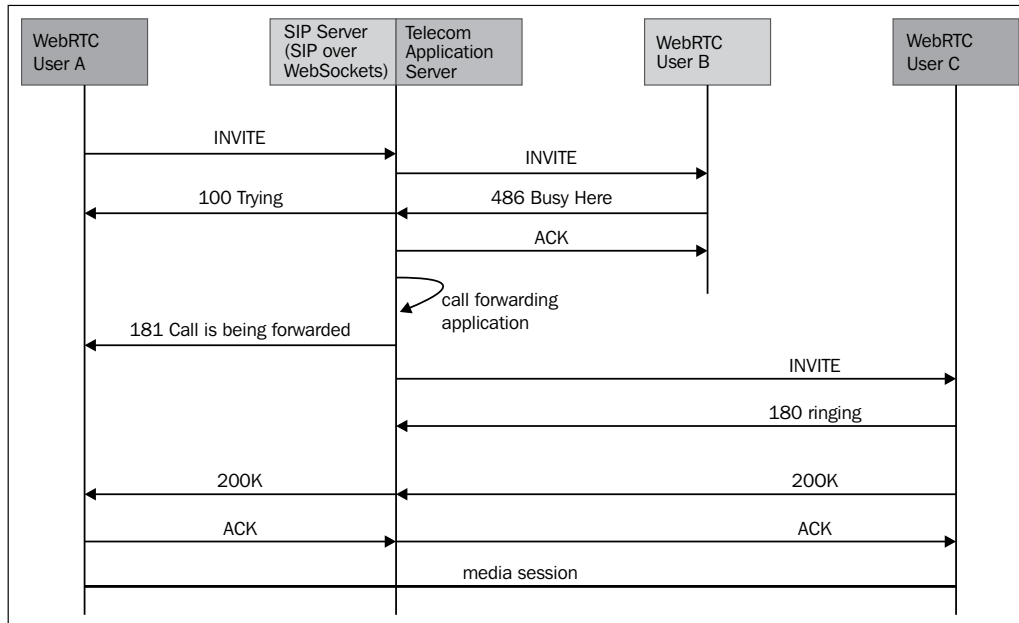 WebRTC
User A
SIP Server
(SIP over
WebSockets)
Telecom
Application
Server
WebRTC
User B
WebRTC
User C
INVITE
INVITE
100 Trying
486 Busy Here
ACK
call forwarding
application
181 Call is being forwarded
INVITE
180 ringing
200K
200K
ACK
ACK
media session